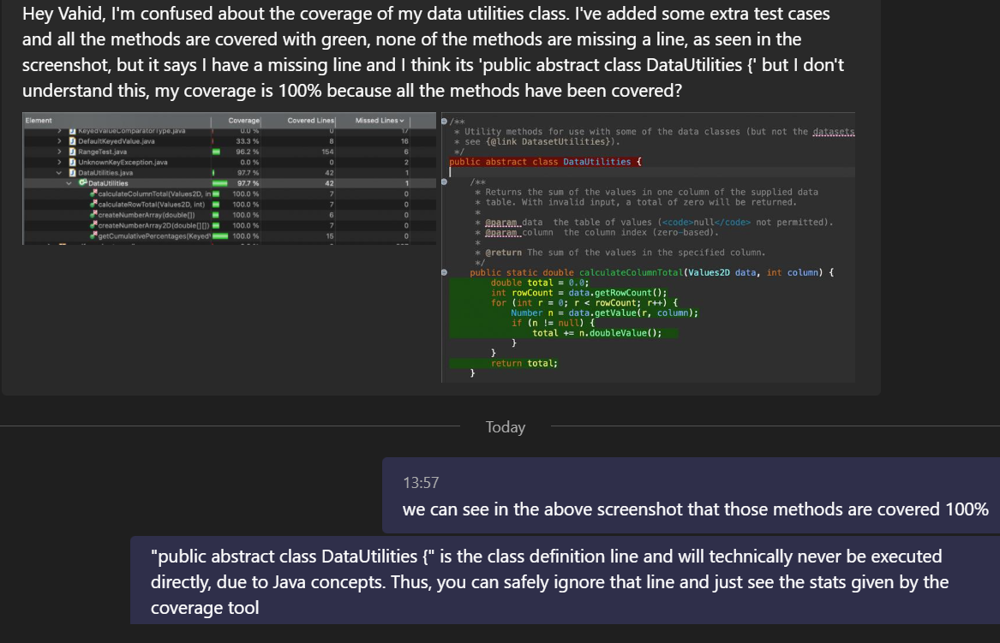 Hey Vahid, I'm confused about the coverage of my data utilities class. I've added some extra test cases
and all the methods are covered with green, none of the methods are missing a line, as seen in the
screenshot, but it says I have a missing line and I think its 'public abstract class DataUtilities {' but I don't
understand this, my coverage is 100% because all the methods have been covered?
Element Coverage Covered Lines Missed Lines
KeyedValueComparatorType.java 0.0 % 0 17
DefaultKeyedValue.java 33.3 % 8 16
RangeTest.java 96.2 % 154 6
UnknownKeyException.java 0.0 % 0 2
DataUtilities.java 97.7 % 42 1
DataUtilities 97.7 % 42 1
calculateColumnTotal(Values2D, in 100.0 % 7 0
calculateRowTotal(Values2D, int) 100.0 % 7 0
createNumberArray(double[]) 100.0 % 6 0
createNumberArray2D(double[][]) 100.0 % 7 0
getCumulativePercentages(Keyed 100.0 % 15 0
/**
* Utility methods for use with some of the data classes (but not the datasets,
* see {@link DatasetUtilities}).
*/
public abstract class DataUtilities {
/**
* Returns the sum of the values in one column of the supplied data
* table. With invalid input, a total of zero will be returned.
*
* @param data the table of values (<code>null</code> not permitted).
* @param column the column index (zero-based).
*
* @return The sum of the values in the specified column.
*/
public static double calculateColumnTotal(Values2D data, int column) {
double total = 0.0;
int rowCount = data.getRowCount();
for (int r = 0; r < rowCount; r++) {
Number n = data.getValue(r, column);
if (n != null) {
total += n.doubleValue();
}
}
return total;
}
Today
13:57
we can see in the above screenshot that those methods are covered 100%
"public abstract class DataUtilities {" is the class definition line and will technically never be executed
directly, due to Java concepts. Thus, you can safely ignore that line and just see the stats given by the
coverage tool